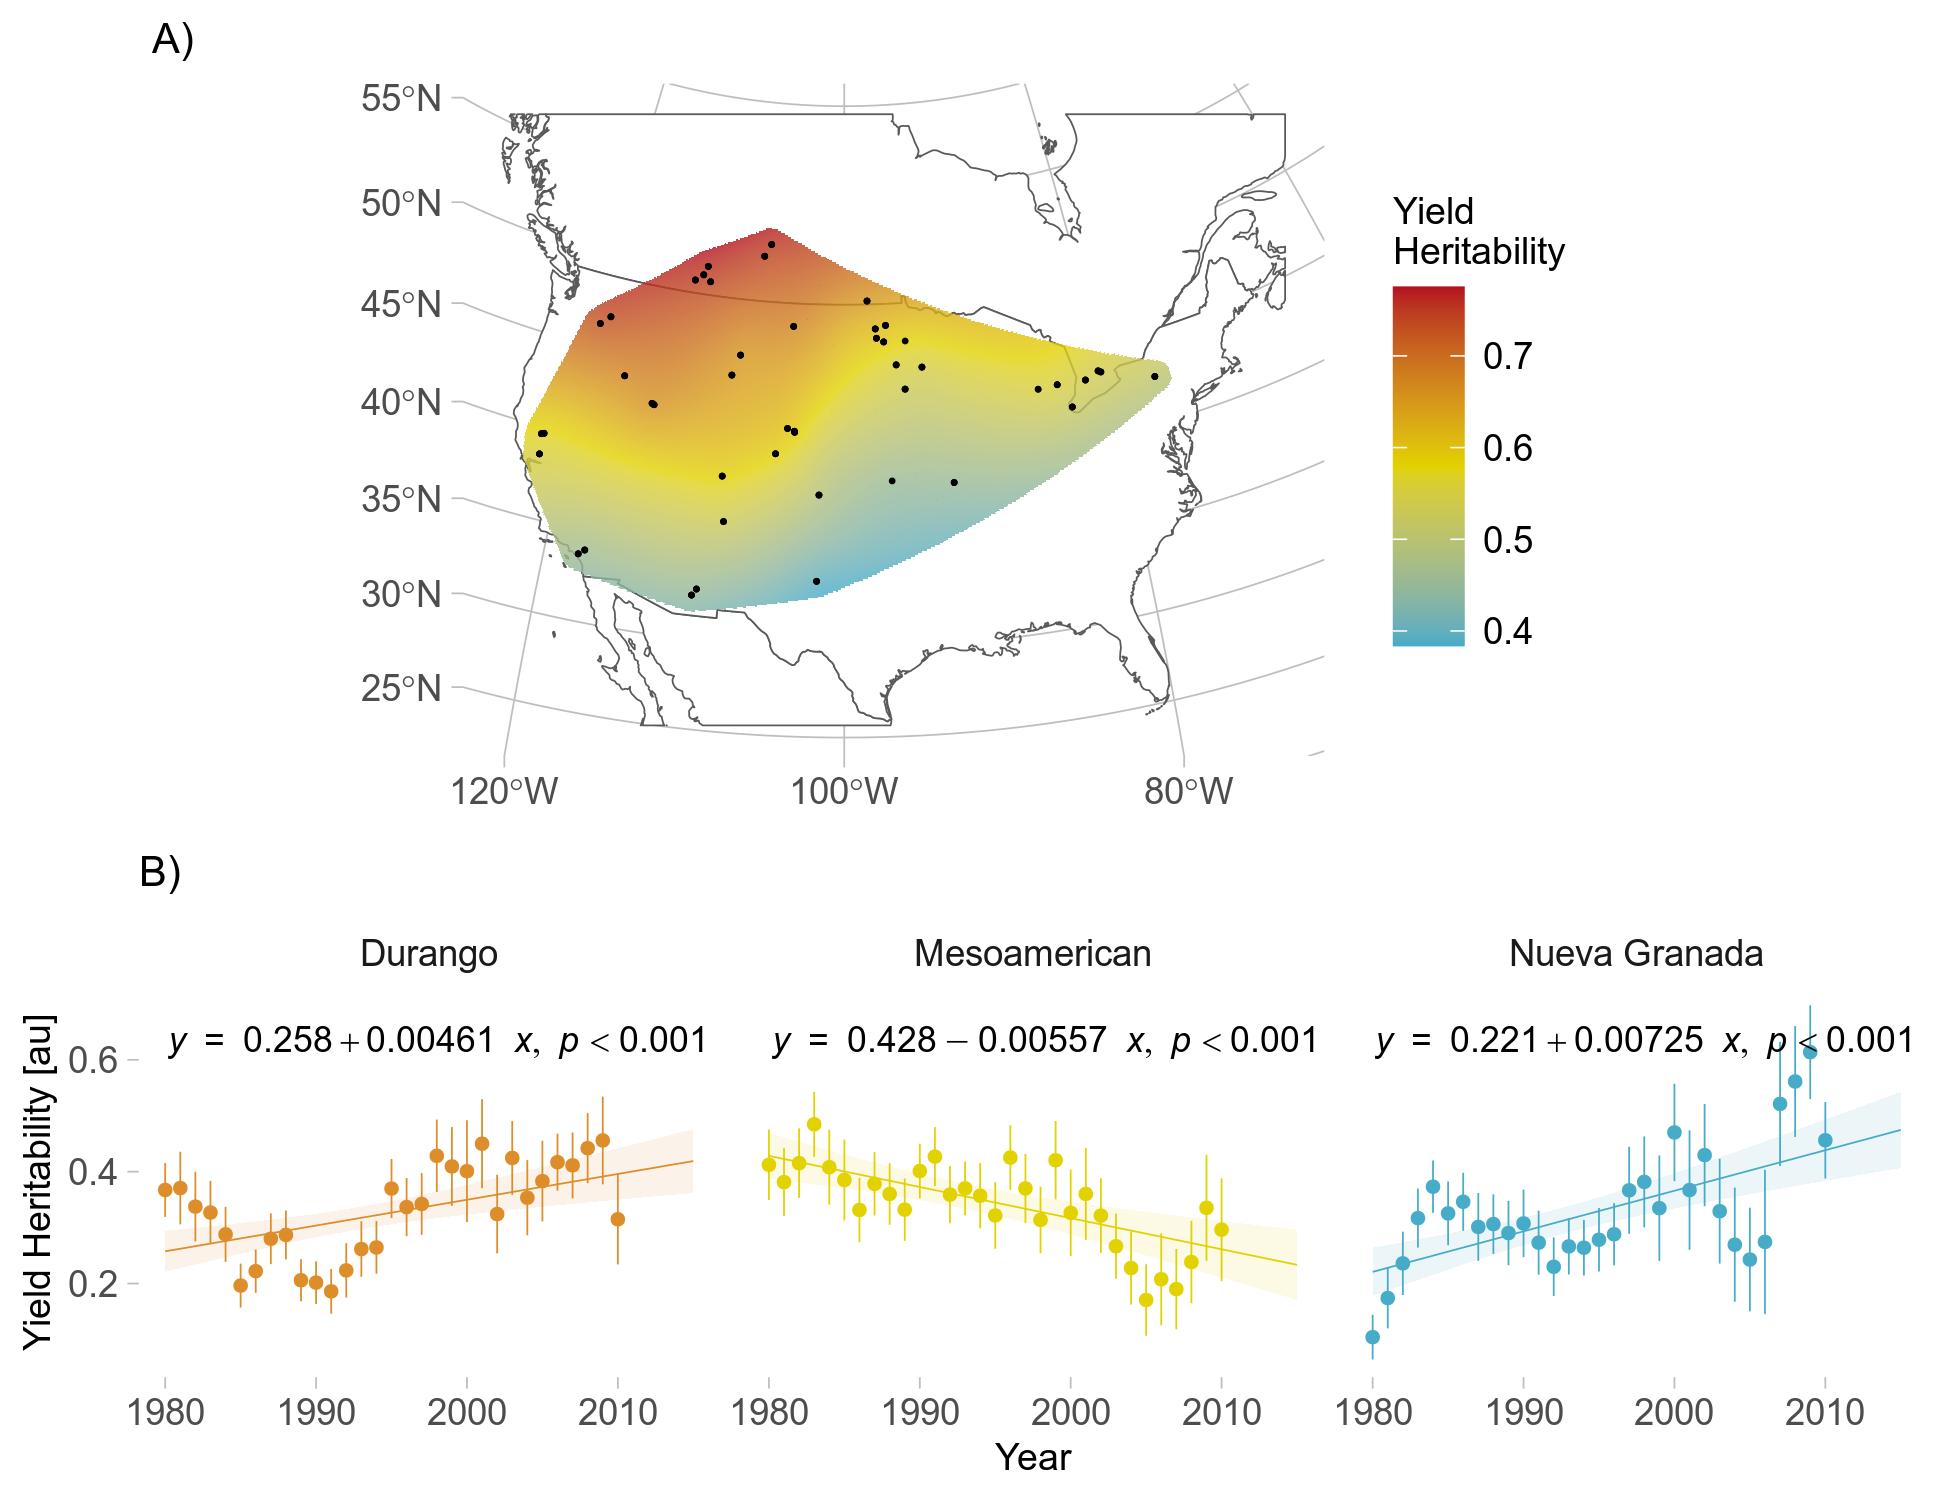 A)
55°N
50°N
45°N
40°N
35°N
30°N
25°N
120°W 100°W 80°W
Yield
Heritability
0.7
0.6
0.5
0.4
B)
Durango Mesoamerican Nueva Granada
y = 0.258 + 0.00461 x, p < 0.001
y = 0.428 − 0.00557 x, p < 0.001
y = 0.221 + 0.00725 x, p < 0.001
Yield Heritability [au]
0.6
0.4
0.2
1980 1990 2000 2010 1980 1990 2000 2010 1980 1990 2000 2010
Year